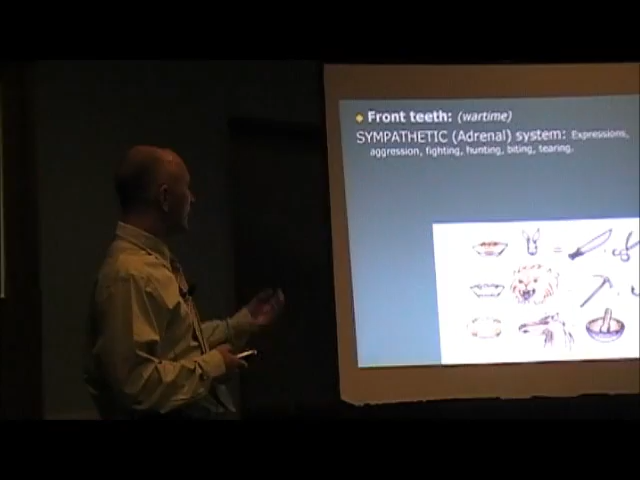 Front teeth: (wartime)
SYMPATHETIC (Adrenal) system: Expressions,
aggression, fighting, hunting, biting, tearing.